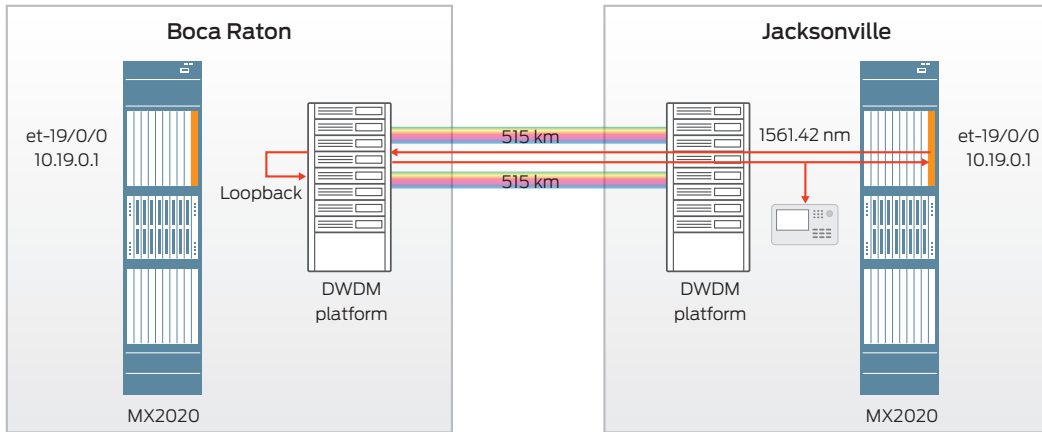 Boca Raton
Jacksonville
et-19/0/0
10.19.0.1
515 km
1561.42 nm
et-19/0/0
10.19.0.1
Loopback
515 km
DWDM
platform
DWDM
platform
MX2020
MX2020